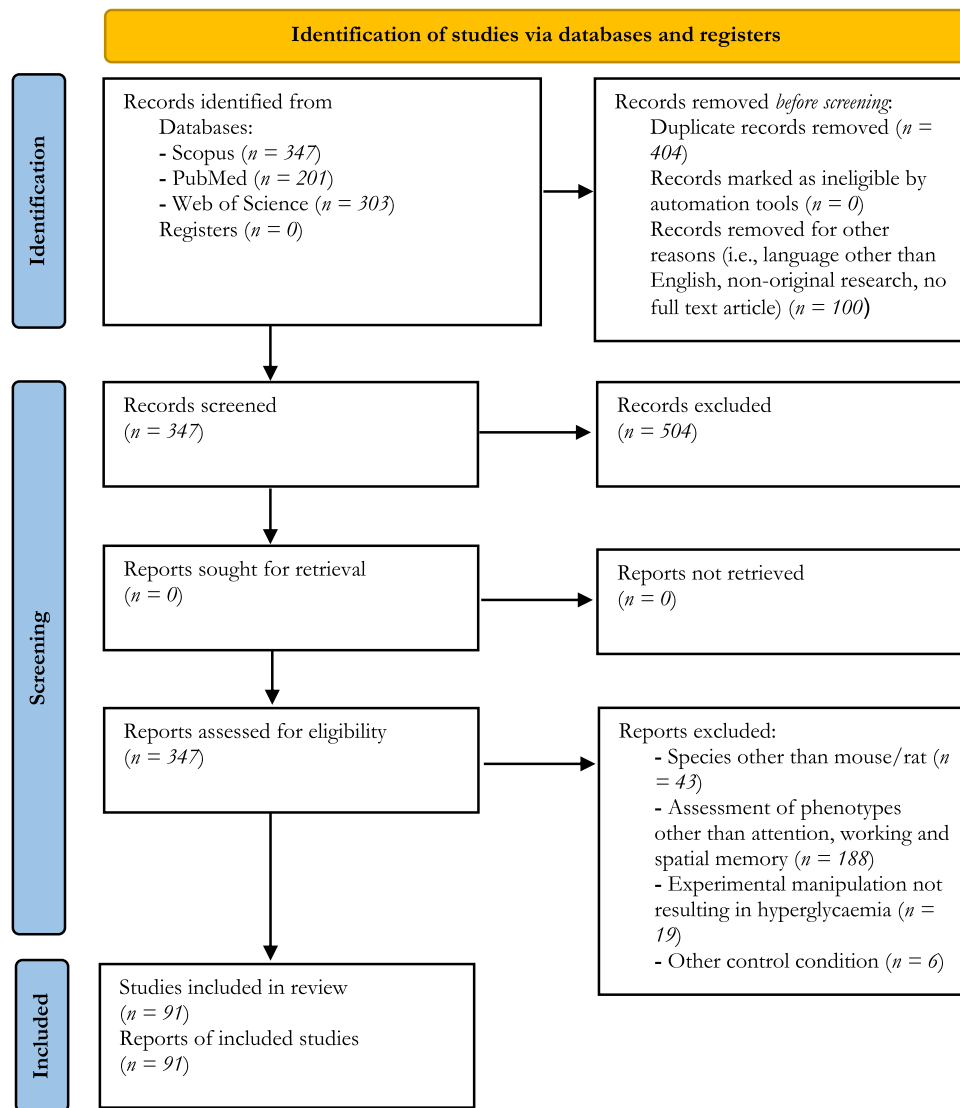 Identification of studies via databases and registers
Identification
Records identified from
Databases:
- Scopus (n = 347)
- PubMed (n = 201)
- Web of Science (n = 303)
Registers (n = 0)
Records removed before screening:
Duplicate records removed (n =
404)
Records marked as ineligible by
automation tools (n = 0)
Records removed for other
reasons (i.e., language other than
English, non-original research, no
full text article) (n = 100)
Screening
Records screened
(n = 347)
Records excluded
(n = 504)
Reports sought for retrieval
(n = 0)
Reports not retrieved
(n = 0)
Reports assessed for eligibility
(n = 347)
Reports excluded:
- Species other than mouse/rat (n
= 43)
- Assessment of phenotypes
other than attention, working and
spatial memory (n = 188)
- Experimental manipulation not
resulting in hyperglycaemia (n =
19)
- Other control condition (n = 6)
Included
Studies included in review
(n = 91)
Reports of included studies
(n = 91)